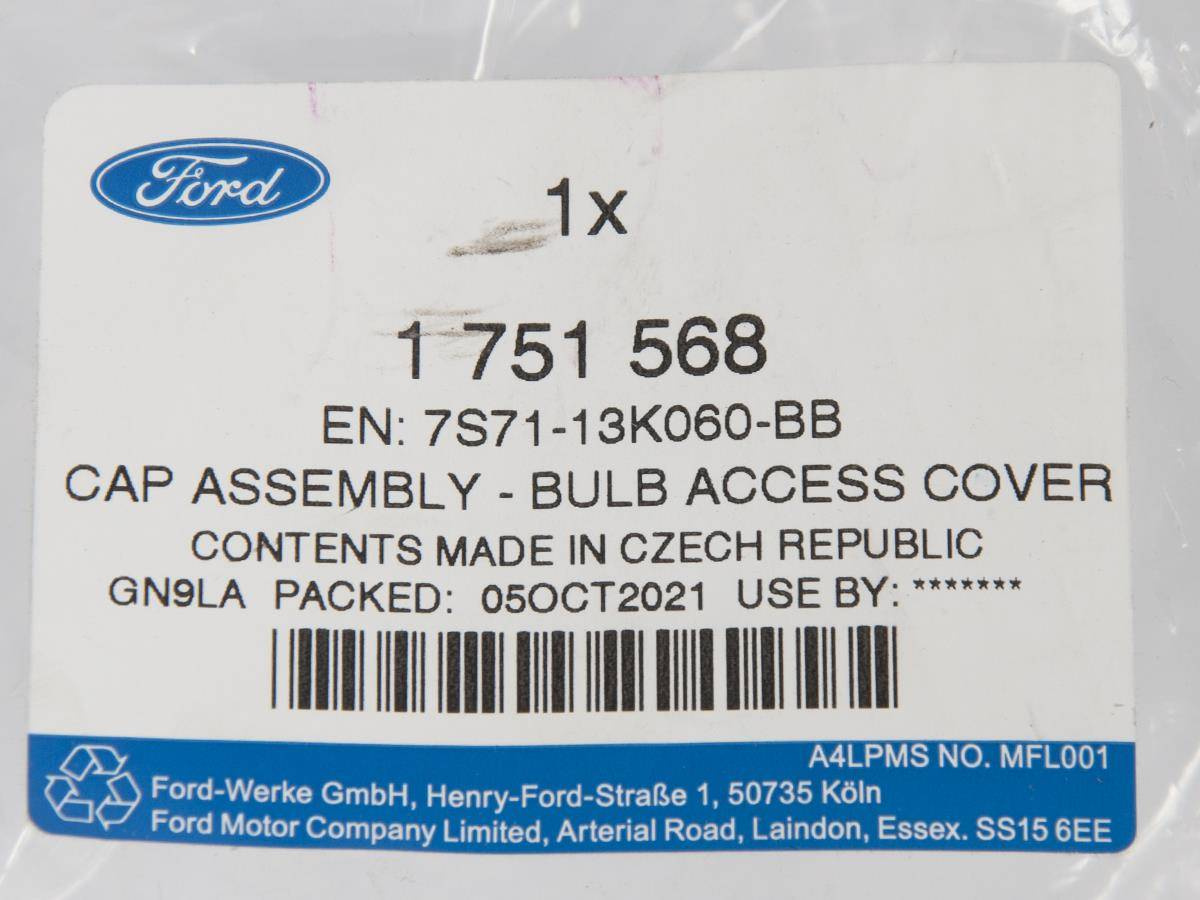 Ford
1x
1 751 568
EN: 7S71-13K060-BB
CAP ASSEMBLY - BULB ACCESS COVER
CONTENTS MADE IN CZECH REPUBLIC
GN9LA PACKED: 05OCT2021 USE BY: *******
A4LPMS NO. MFL001
Ford-Werke GmbH, Henry-Ford-Straße 1, 50735 Köln
Ford Motor Company Limited, Arterial Road, Laindon, Essex. SS15 6EE